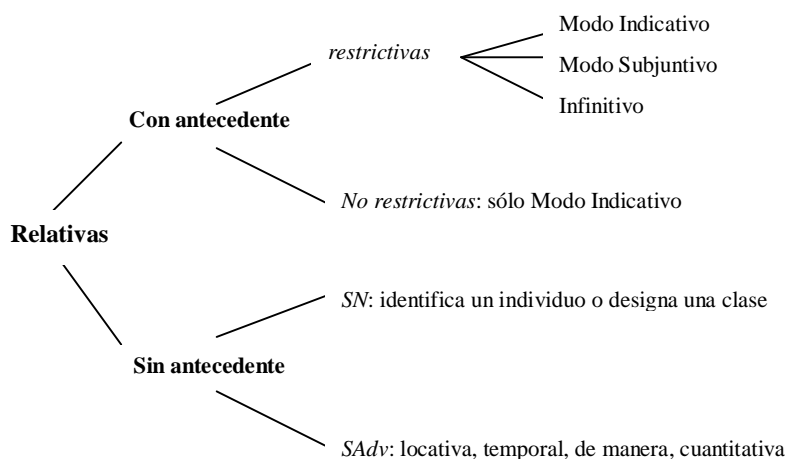 Modo Indicativo
restrictivas
Modo Subjuntivo
Infinitivo
Con antecedente
No restrictivas: sólo Modo Indicativo
Relativas
SN: identifica un individuo o designa una clase
Sin antecedente
SAdv: locativa, temporal, de manera, cuantitativa